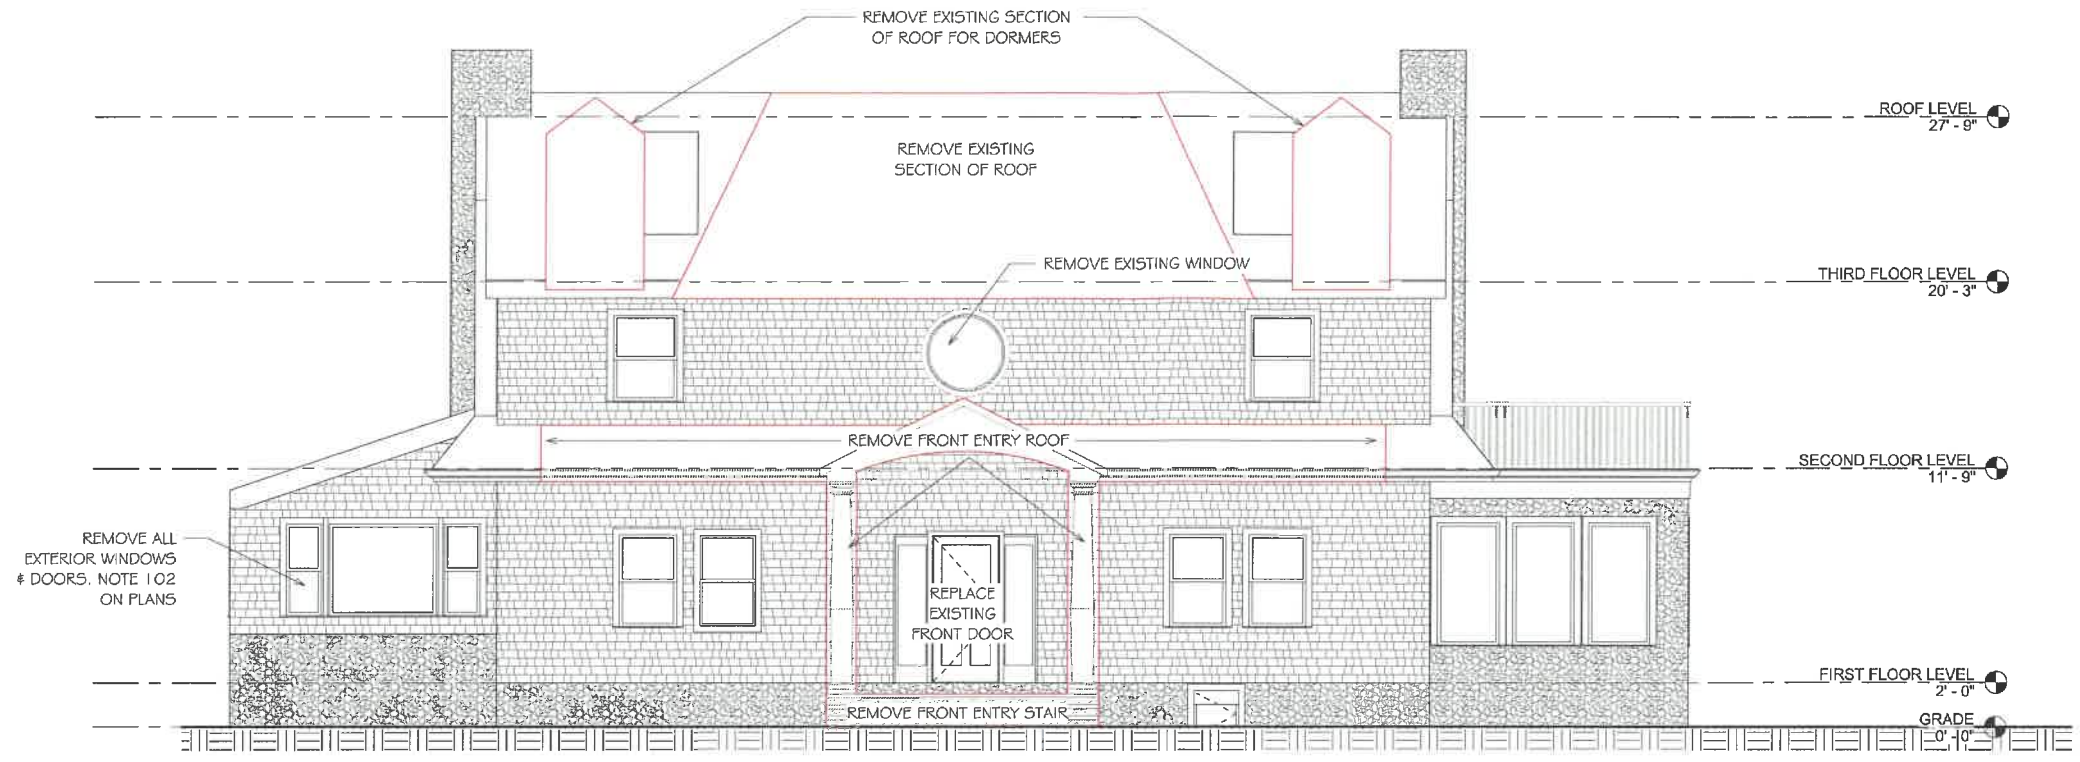 REMOVE EXISTING SECTION
OF ROOF FOR DORMERS
ROOF LEVEL
27' - 9"
REMOVE EXISTING
SECTION OF ROOF
REMOVE EXISTING WINDOW
THIRD FLOOR LEVEL
20' - 3"
REMOVE FRONT ENTRY ROOF
SECOND FLOOR LEVEL
11' - 9"
REMOVE ALL
EXTERIOR WINDOWS
& DOORS. NOTE 102
ON PLANS
REPLACE
EXISTING
FRONT DOOR
FIRST FLOOR LEVEL
2' - 0"
REMOVE FRONT ENTRY STAIR
GRADE
0' - 0"